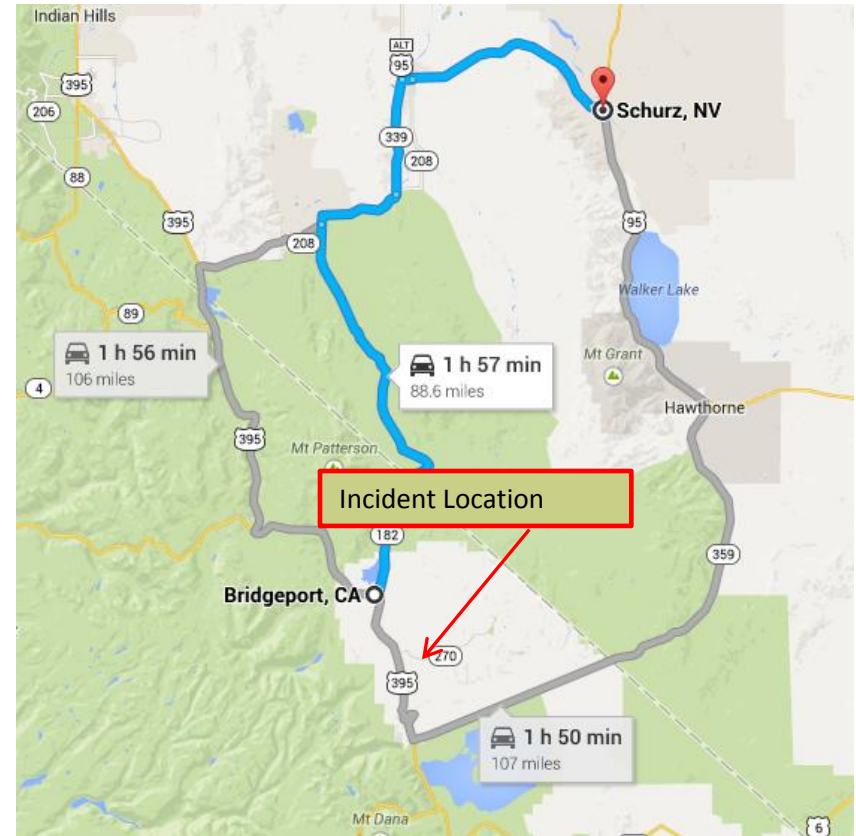 Indian Hills
ALT
95
395
206
Schurz, NV
339
208
88
395
95
208
Walker Lake
89
1 h 56 min
106 miles
1 h 57 min
88.6 miles
Mt Grant
4
Hawthorne
395
Mt Patterson
Incident Location
182
359
Bridgeport, CA
270
395
1 h 50 min
107 miles
Mt Dana
6